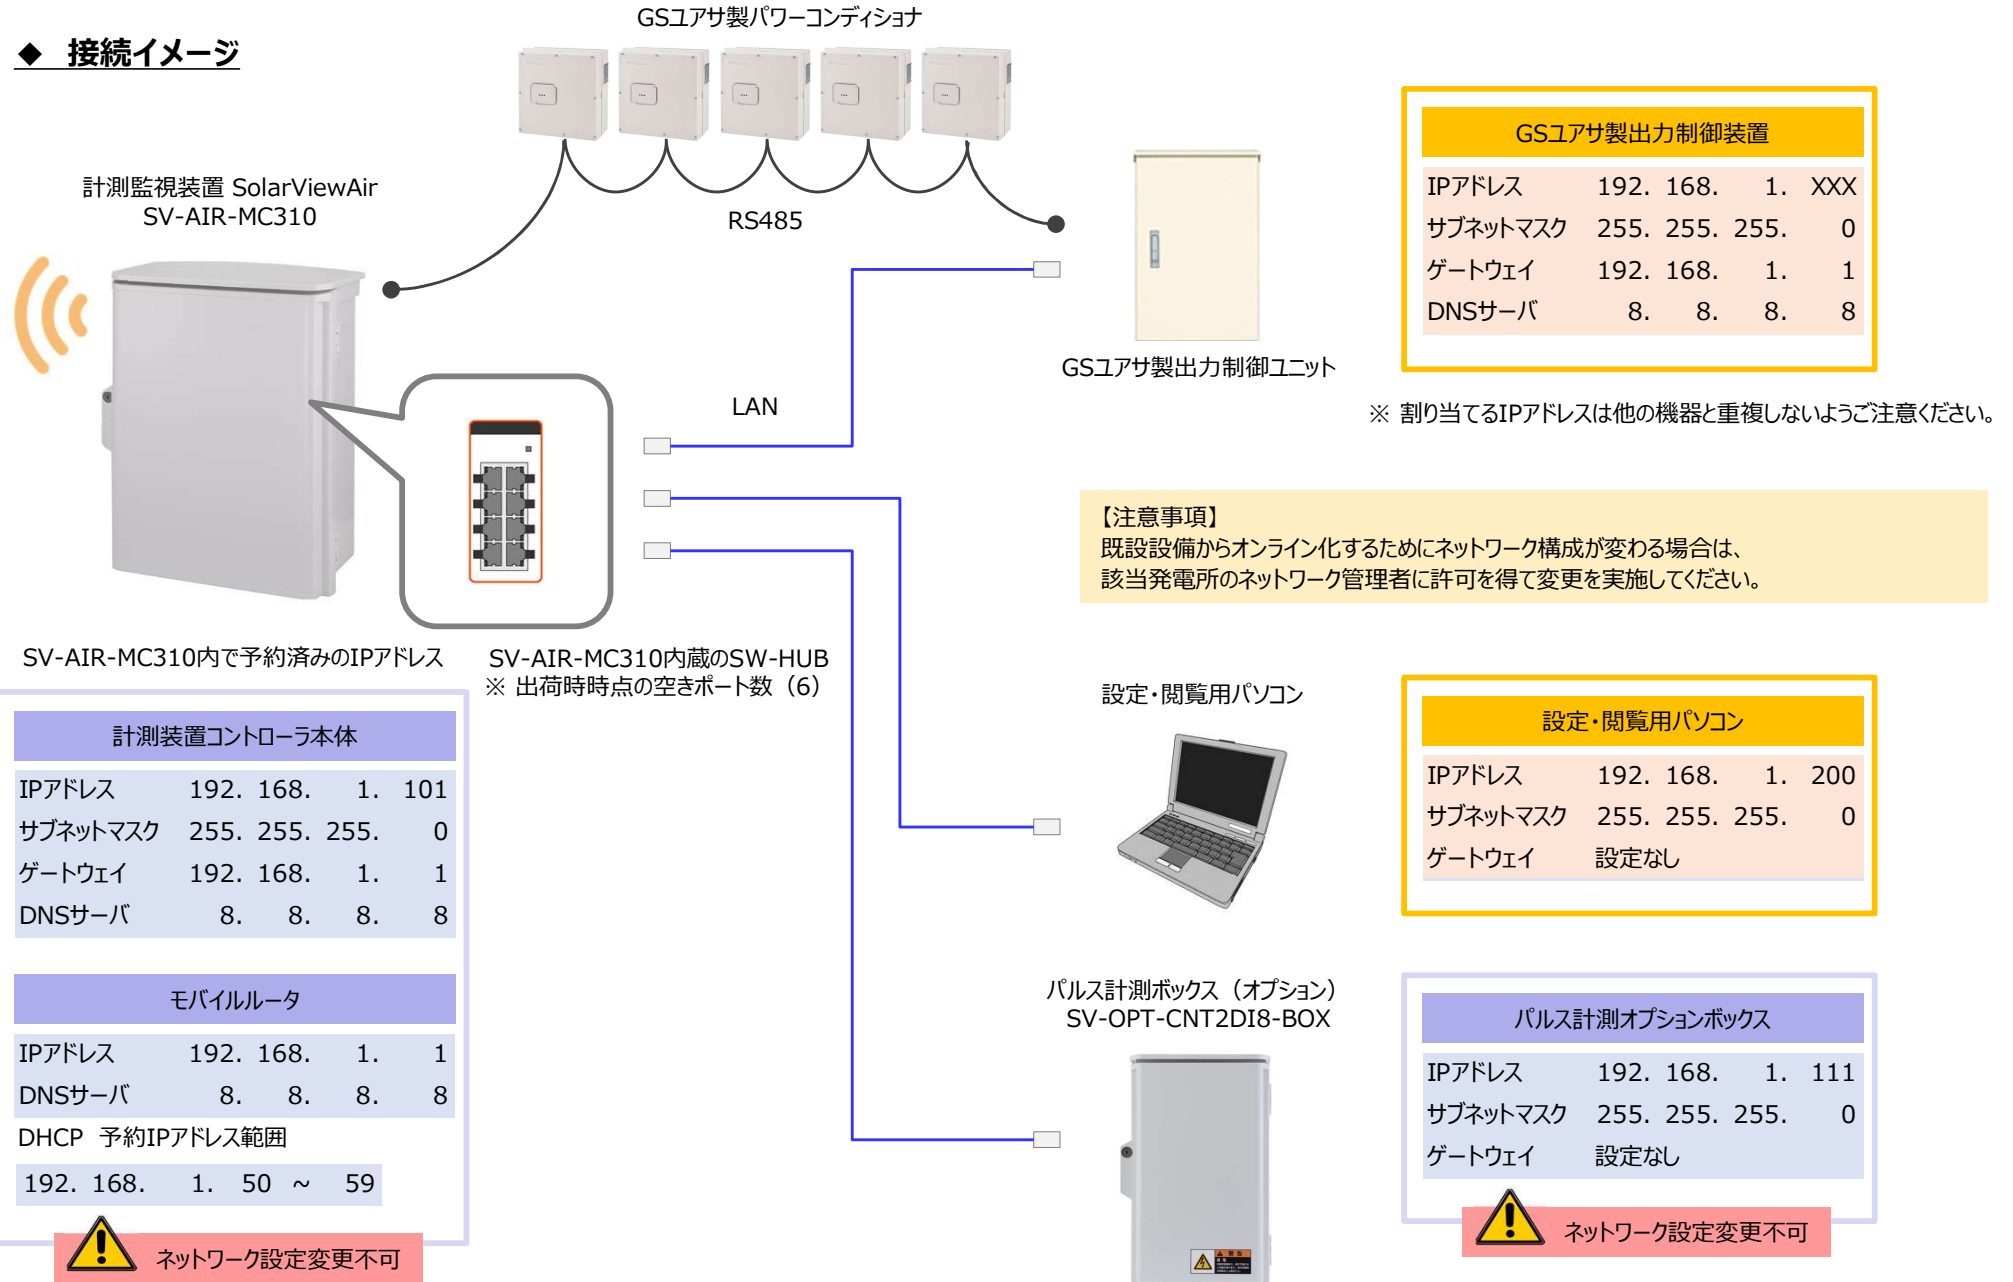 ◆ 接続イメージ
GSユアサ製パワーコンディショナ
計測監視装置 SolarViewAir
SV-AIR-MC310
RS485
LAN
GSユアサ製出力制御ユニット
GSユアサ製出力制御装置
IPアドレス 192. 168. 1. XXX
サブネットマスク 255. 255. 255. 0
ゲートウェイ 192. 168. 1. 1
DNSサーバ 8. 8. 8. 8
※ 割り当てるIPアドレスは他の機器と重複しないようご注意ください。
【注意事項】
既設設備からオンライン化するためにネットワーク構成が変わる場合は、
該当発電所のネットワーク管理者に許可を得て変更を実施してください。
SV-AIR-MC310内で予約済みのIPアドレス
SV-AIR-MC310内蔵のSW-HUB
※ 出荷時時点の空きポート数（6）
計測装置コントローラ本体
IPアドレス 192. 168. 1. 101
サブネットマスク 255. 255. 255. 0
ゲートウェイ 192. 168. 1. 1
DNSサーバ 8. 8. 8. 8
モバイルルータ
IPアドレス 192. 168. 1. 1
DNSサーバ 8. 8. 8. 8
DHCP 予約IPアドレス範囲
192. 168. 1. 50 ～ 59
ネットワーク設定変更不可
設定・閲覧用パソコン
設定・閲覧用パソコン
IPアドレス 192. 168. 1. 200
サブネットマスク 255. 255. 255. 0
ゲートウェイ 設定なし
パルス計測ボックス（オプション）
SV-OPT-CNT2DI8-BOX
警告
パルス計測オプションボックス
IPアドレス 192. 168. 1. 111
サブネットマスク 255. 255. 255. 0
ゲートウェイ 設定なし
ネットワーク設定変更不可